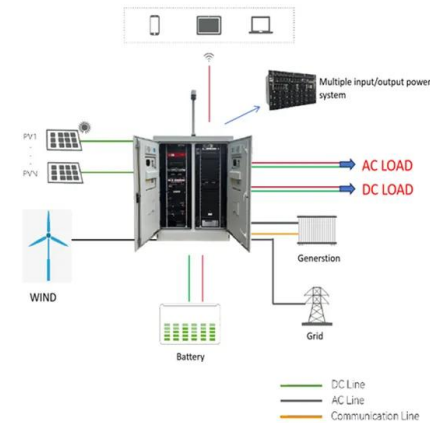 Multiple input/output power
system
PV1
PVN
AC LOAD
DC LOAD
Generstion
WIND
Grid
Battery
DC Line
AC Line
Communication Line